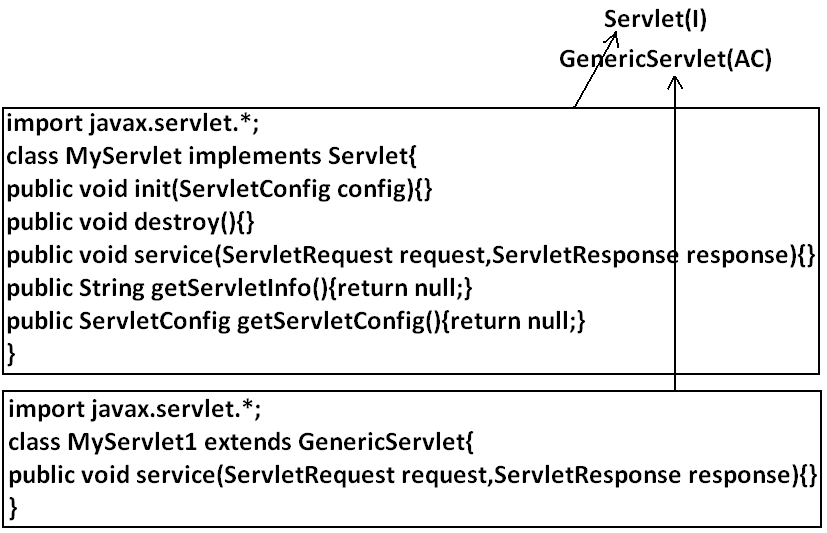 Servlet(I)
GenericServlet(AC)
import javax.servlet.*;
class MyServlet implements Servlet{
public void init(ServletConfig config){}
public void destroy(){}
public void service(ServletRequest request,ServletResponse response){}
public String getServletInfo(){return null;}
public ServletConfig getServletConfig(){return null;}
}
import javax.servlet.*;
class MyServlet1 extends GenericServlet{
public void service(ServletRequest request,ServletResponse response){}
}